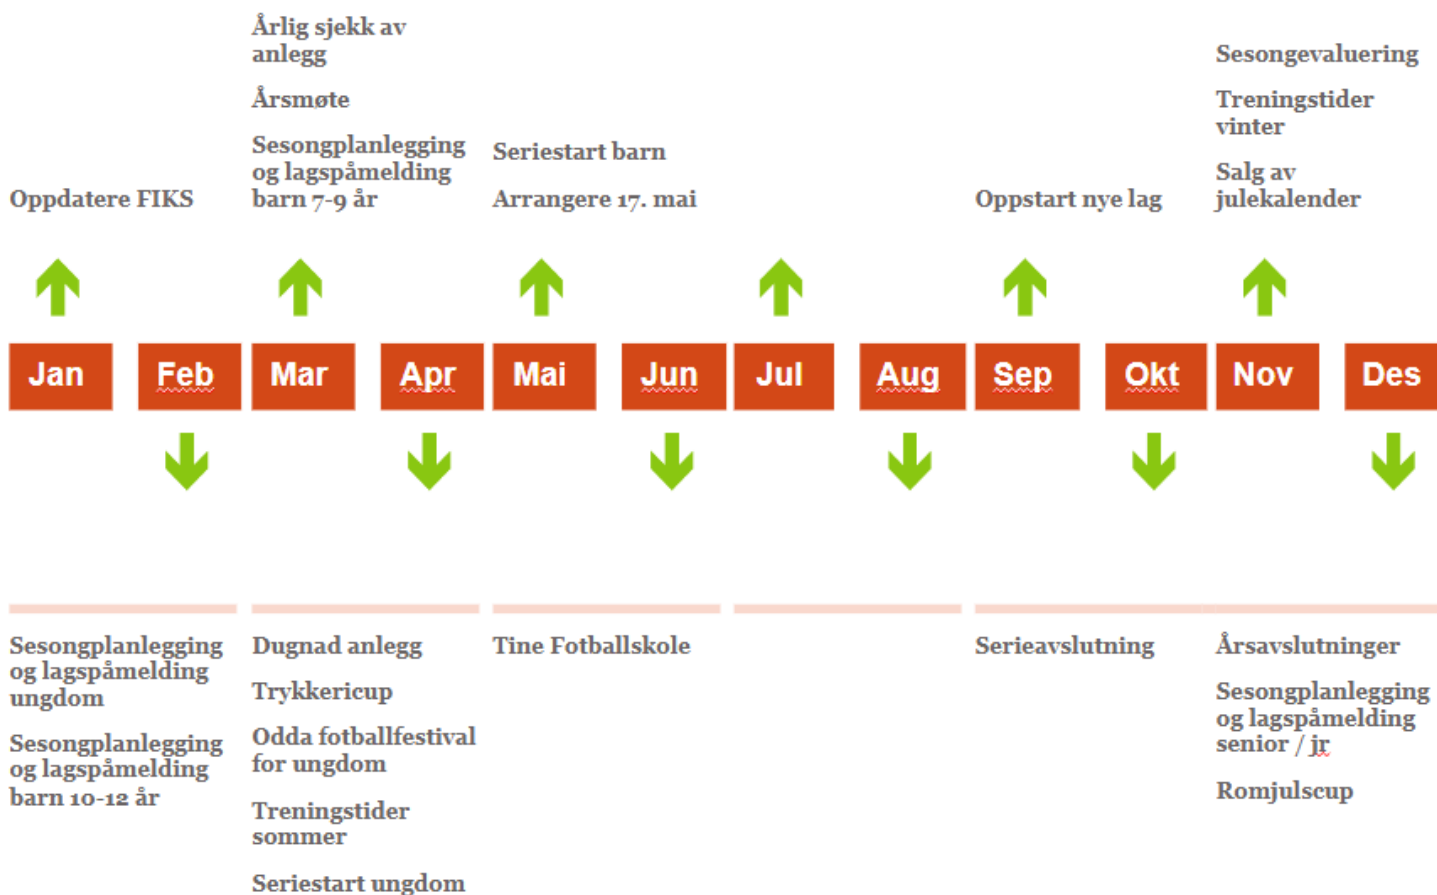 Årlig sjekk av
anlegg
Årsmøte
Sesongplanlegging
og lagspåmelding
barn 7-9 år
Oppdatere FIKS
Seriestart barn
Arrangere 17. mai
Oppstart nye lag
Sesongevaluering
Treningstider
vinter
Salg av
julekalender
Jan
Feb
Mar
Apr
Mai
Jun
Jul
Aug
Sep
Okt
Nov
Des
Sesongplanlegging
og lagspåmelding
ungdom
Sesongplanlegging
og lagspåmelding
barn 10-12 år
Dugnad anlegg
Trykkericup
Odda fotballfestival
for ungdom
Treningstider
sommer
Seriestart ungdom
Tine Fotballskole
Serieavslutning
Årsavslutninger
Sesongplanlegging
og lagspåmelding
senior / jr
Romjulscup